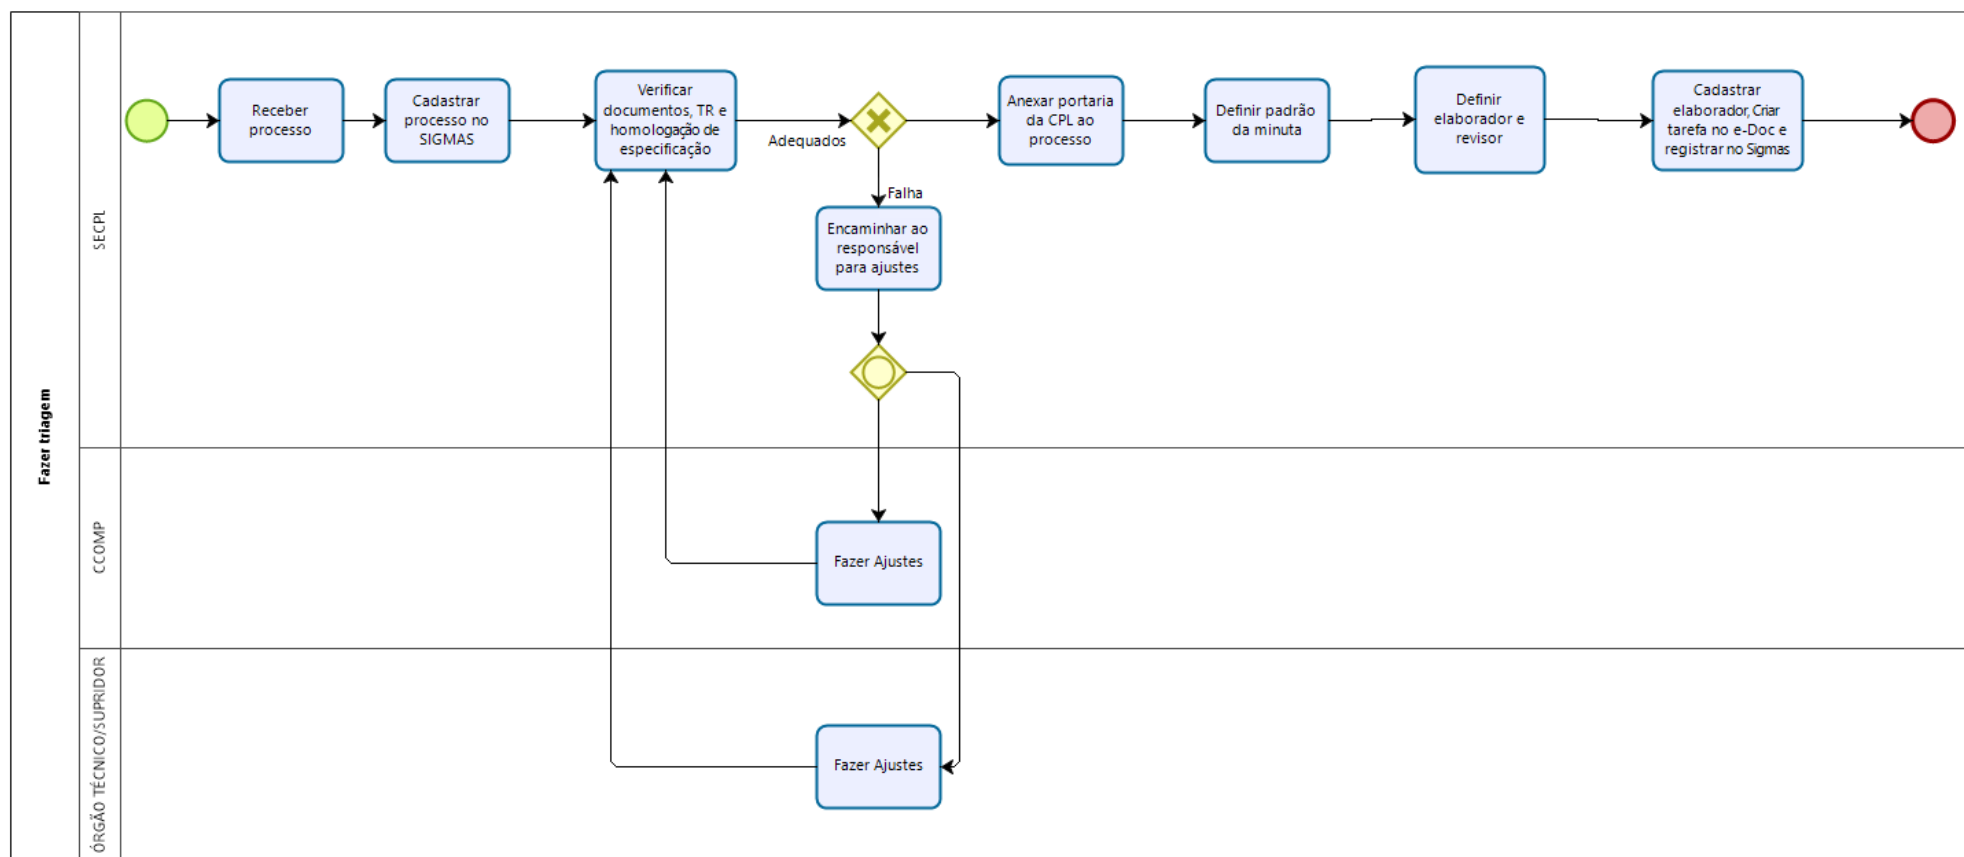 Fazer triagem
SECPL
Receber
processo
Cadastrar
processo no
SIGMAS
Verificar
documentos, TR e
homologação de
especificação
Adequados
Falha
Encaminhar ao
responsável
para ajustes
Anexar portaria
da CPL ao
processo
Definir padrão
da minuta
Definir
elaborador e
revisor
Cadastrar
elaborador, Criar
tarefa no e-Doc e
registrar no Sigmas
CCOMP
Fazer Ajustes
ÓRGÃO TÉCNICO/SUPRIDOR
Fazer Ajustes